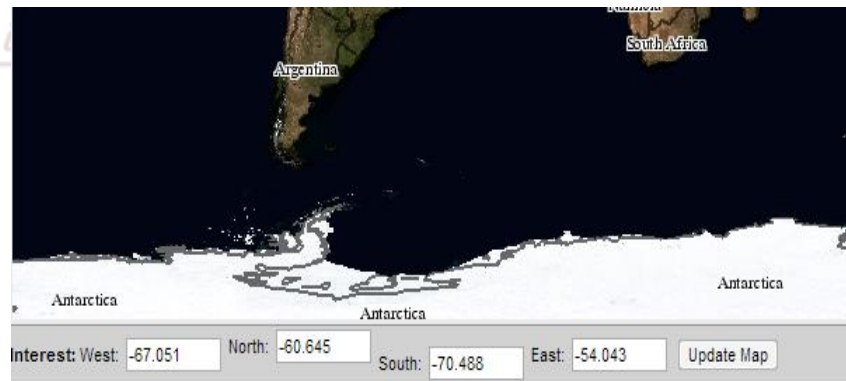 South Africa
Argentina
Antarctica
Antarctica
Antarctica
Interest: West: -67.051 North: -60.645 South: -70.488 East: -54.043 Update Map